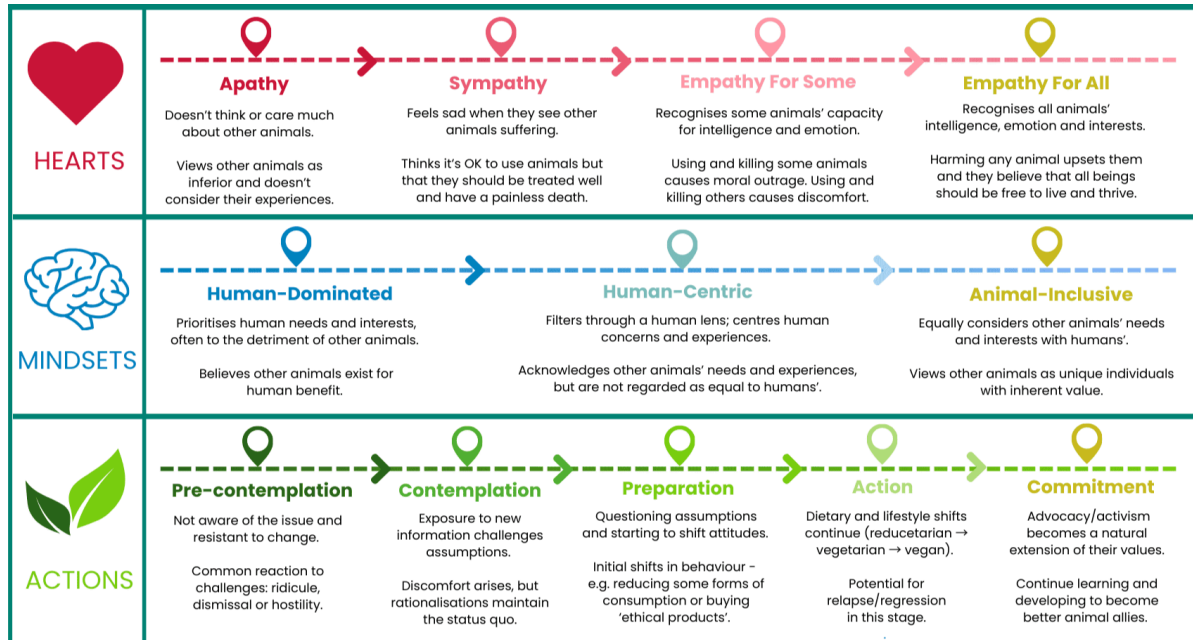 HEARTS
Apathy
Doesn't think or care much
about other animals.
Views other animals as
inferior and doesn't
consider their experiences.
Sympathy
Feels sad when they see other
animals suffering.
Thinks it's OK to use animals but
that they should be treated well
and have a painless death.
Empathy For Some
Recognises some animals' capacity
for intelligence and emotion.
Using and killing some animals
causes moral outrage. Using and
killing others causes discomfort.
Empathy For All
Recognises all animals'
intelligence, emotion and interests.
Harming any animal upsets them
and they believe that all beings
should be free to live and thrive.
MINDSETS
Human-Dominated
Prioritises human needs and interests,
often to the detriment of other animals.
Believes other animals exist for
human benefit.
Human-Centric
Filters through a human lens; centres human
concerns and experiences.
Acknowledges other animals' needs and experiences,
but are not regarded as equal to humans'.
Animal-Inclusive
Equally considers other animals' needs
and interests with humans'.
Views other animals as unique individuals
with inherent value.
ACTIONS
Pre-contemplation
Not aware of the issue and
resistant to change.
Common reaction to
challenges: ridicule,
dismissal or hostility.
Contemplation
Exposure to new
information challenges
assumptions.
Discomfort arises, but
rationalisations maintain
the status quo.
Preparation
Questioning assumptions
and starting to shift attitudes.
Initial shifts in behaviour -
e.g. reducing some forms of
consumption or buying
'ethical products'.
Action
Dietary and lifestyle shifts
continue (reducetarian →
vegetarian → vegan).
Potential for
relapse/regression
in this stage.
Commitment
Advocacy/activism
becomes a natural
extension of their values.
Continue learning and
developing to become
better animal allies.